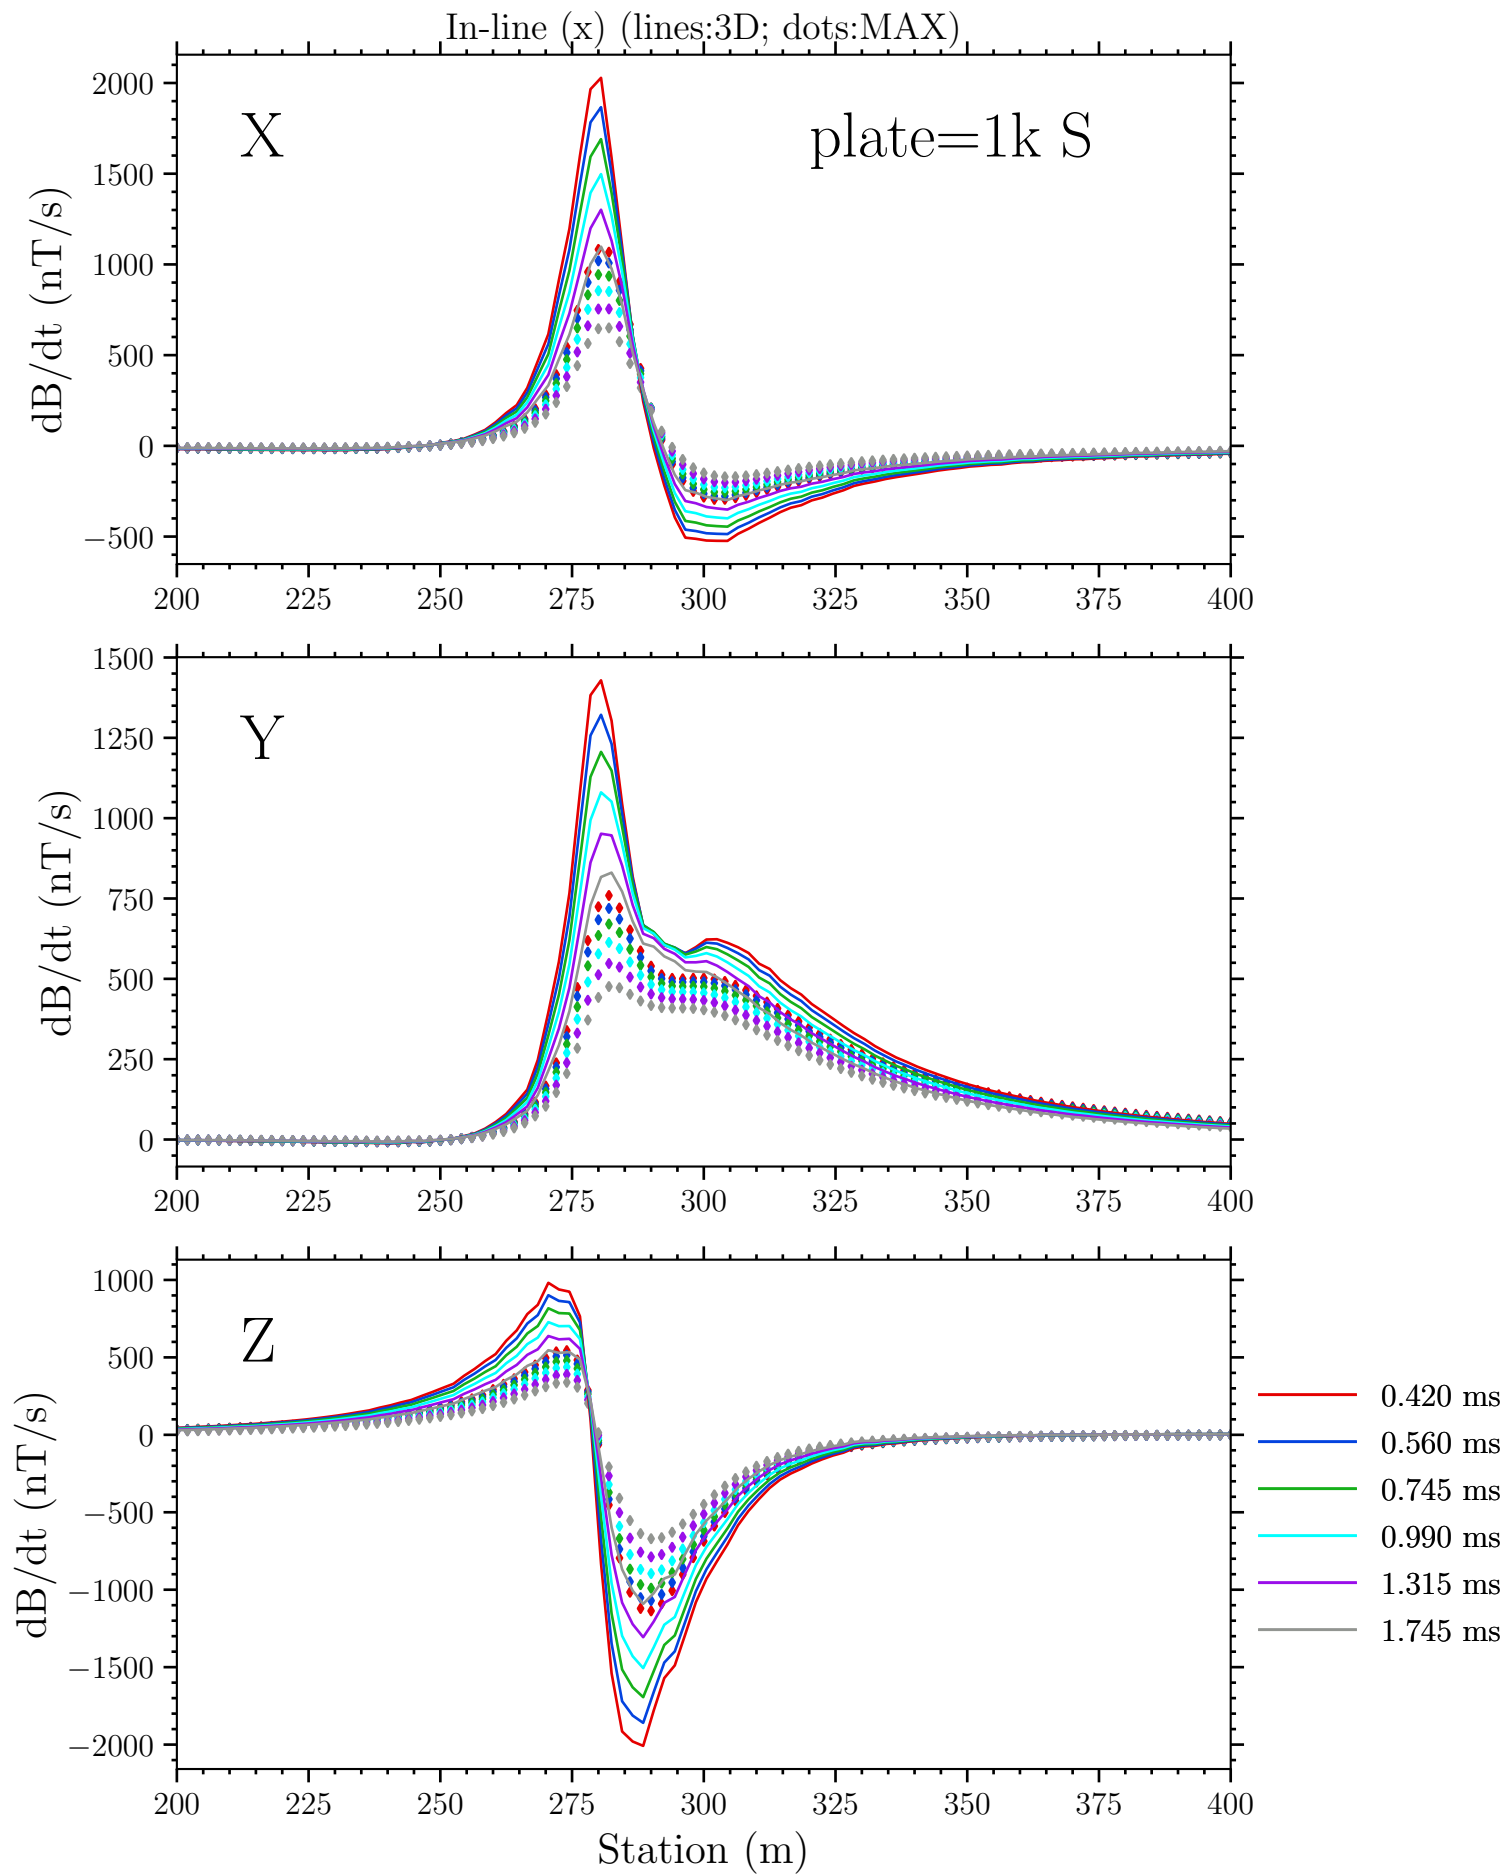 In-line (x) (lines:3D; dots:MAX)
X
plate=1k S
dB/dt (nT/s)
2000
1500
1000
500
0
−500
200 225 250 275 300 325 350 375 400
Y
dB/dt (nT/s)
1500
1250
1000
750
500
250
0
200 225 250 275 300 325 350 375 400
Z
dB/dt (nT/s)
1000
500
0
−500
−1000
−1500
−2000
200 225 250 275 300 325 350 375 400
Station (m)
0.420 ms
0.560 ms
0.745 ms
0.990 ms
1.315 ms
1.745 ms